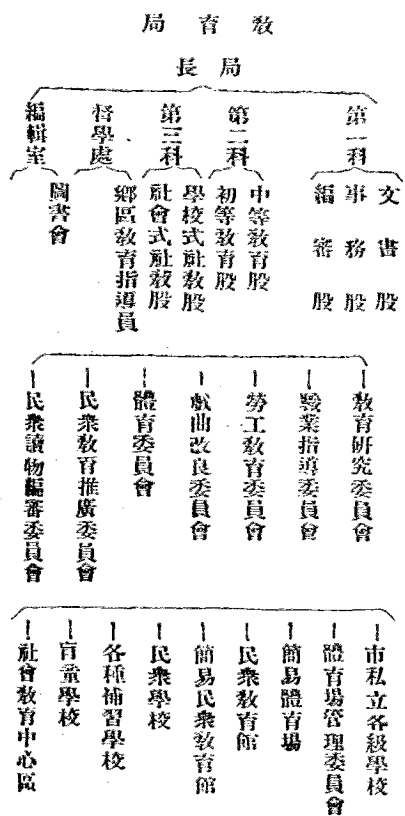 教育局
局長
第一科
第二科
第三科
督學處
編輯室
文書股
事務股
編審股
中等教育股
初等教育股
學校式社教股
社會式社教股
鄉區教育指導員
圖書會
教育研究委員會
職業指導委員會
勞工教育委員會
戲曲改良委員會
體育委員會
民衆教育推廣委員會
民衆讀物編審委員會
市私立各級學校
體育場管理委員會
簡易體育場
民衆教育館
簡易民衆教育館
民衆學校
各種補習學校
盲童學校
社會教育中心區